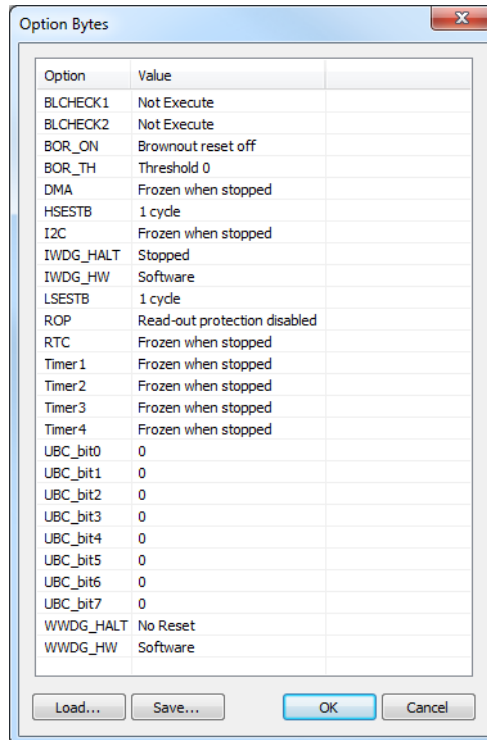 Option Bytes
Option Value
BLCHECK1 Not Execute
BLCHECK2 Not Execute
BOR_ON Brownout reset off
BOR_TH Threshold 0
DMA Frozen when stopped
HSESTB 1 cycle
I2C Frozen when stopped
IWDG_HALT Stopped
IWDG_HW Software
LSESTB 1 cycle
ROP Read-out protection disabled
RTC Frozen when stopped
Timer1 Frozen when stopped
Timer2 Frozen when stopped
Timer3 Frozen when stopped
Timer4 Frozen when stopped
UBC_bit0 0
UBC_bit1 0
UBC_bit2 0
UBC_bit3 0
UBC_bit4 0
UBC_bit5 0
UBC_bit6 0
UBC_bit7 0
WWDG_HALT No Reset
WWDG_HW Software
Load... Save... OK Cancel